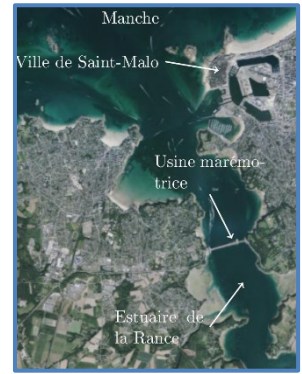 Manche
Ville de Saint-Malo
Usine marémo-
trice
Estuaire de
la Rance